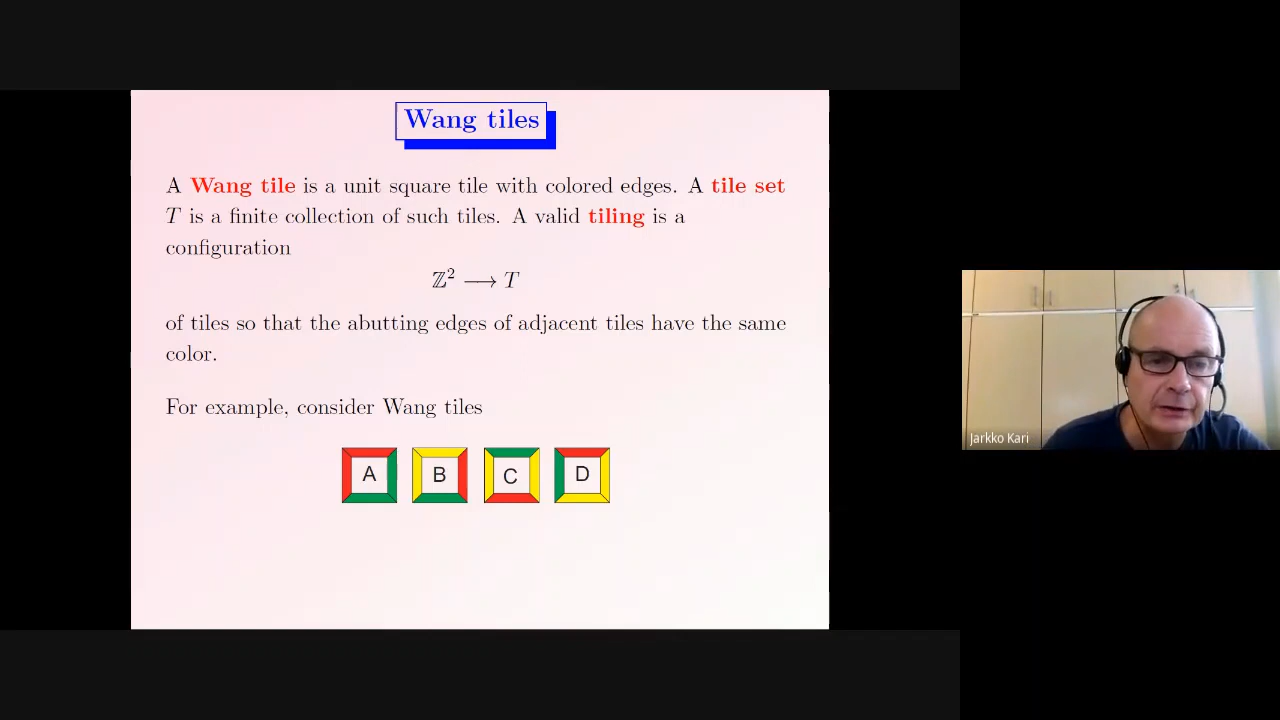 Wang tiles
A Wang tile is a unit square tile with colored edges. A tile set
T is a finite collection of such tiles. A valid tiling is a
configuration
ℤ² ⟶ T
of tiles so that the abutting edges of adjacent tiles have the same
color.
For example, consider Wang tiles
A B C D
Jarkko Kari